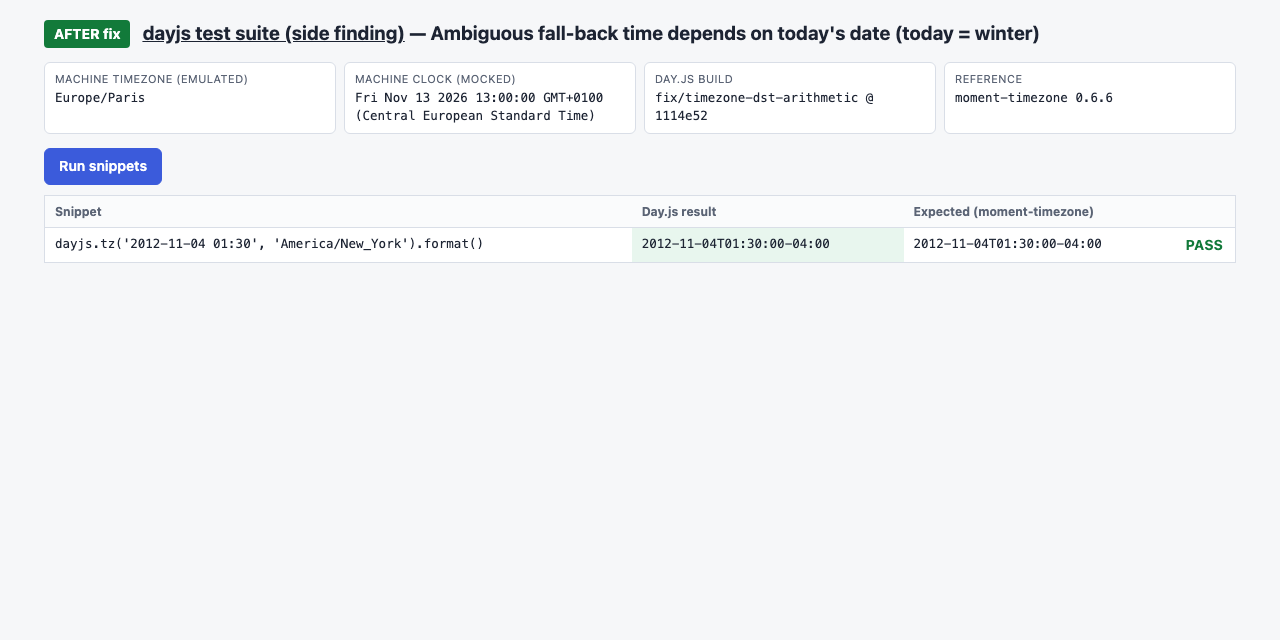 AFTER fix dayjs test suite (side finding) — Ambiguous fall-back time depends on today's date (today = winter)
MACHINE TIMEZONE (EMULATED)
Europe/Paris
MACHINE CLOCK (MOCKED)
Fri Nov 13 2026 13:00:00 GMT+0100
(Central European Standard Time)
DAY.JS BUILD
fix/timezone-dst-arithmetic @
1114e52
REFERENCE
moment-timezone 0.6.6
Run snippets
Snippet Day.js result Expected (moment-timezone)
dayjs.tz('2012-11-04 01:30', 'America/New_York').format() 2012-11-04T01:30:00-04:00 2012-11-04T01:30:00-04:00 PASS